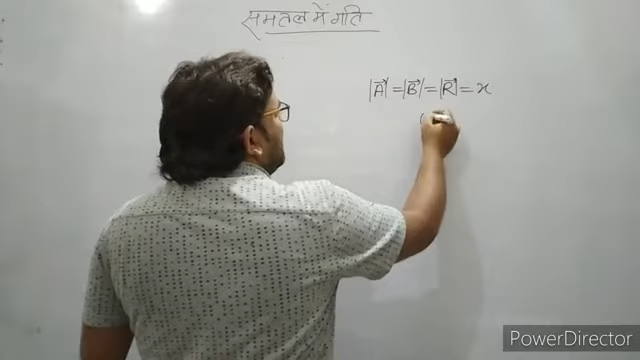 समतल में गति
|A⃗| = |B⃗| = |R⃗| = x
PowerDirector